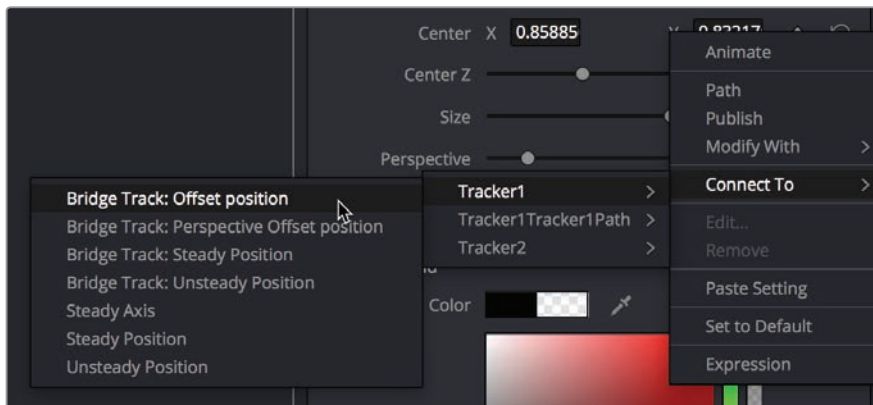 Center X 0.85885 Y 0.83217
Center Z
Size
Perspective
Animate
Path
Publish
Modify With >
Connect To >
Edit...
Remove
Paste Setting
Set to Default
Expression
Tracker1 >
Tracker1Tracker1Path >
Tracker2 >
Bridge Track: Offset position
Bridge Track: Perspective Offset position
Bridge Track: Steady Position
Bridge Track: Unsteady Position
Steady Axis
Steady Position
Unsteady Position
Color